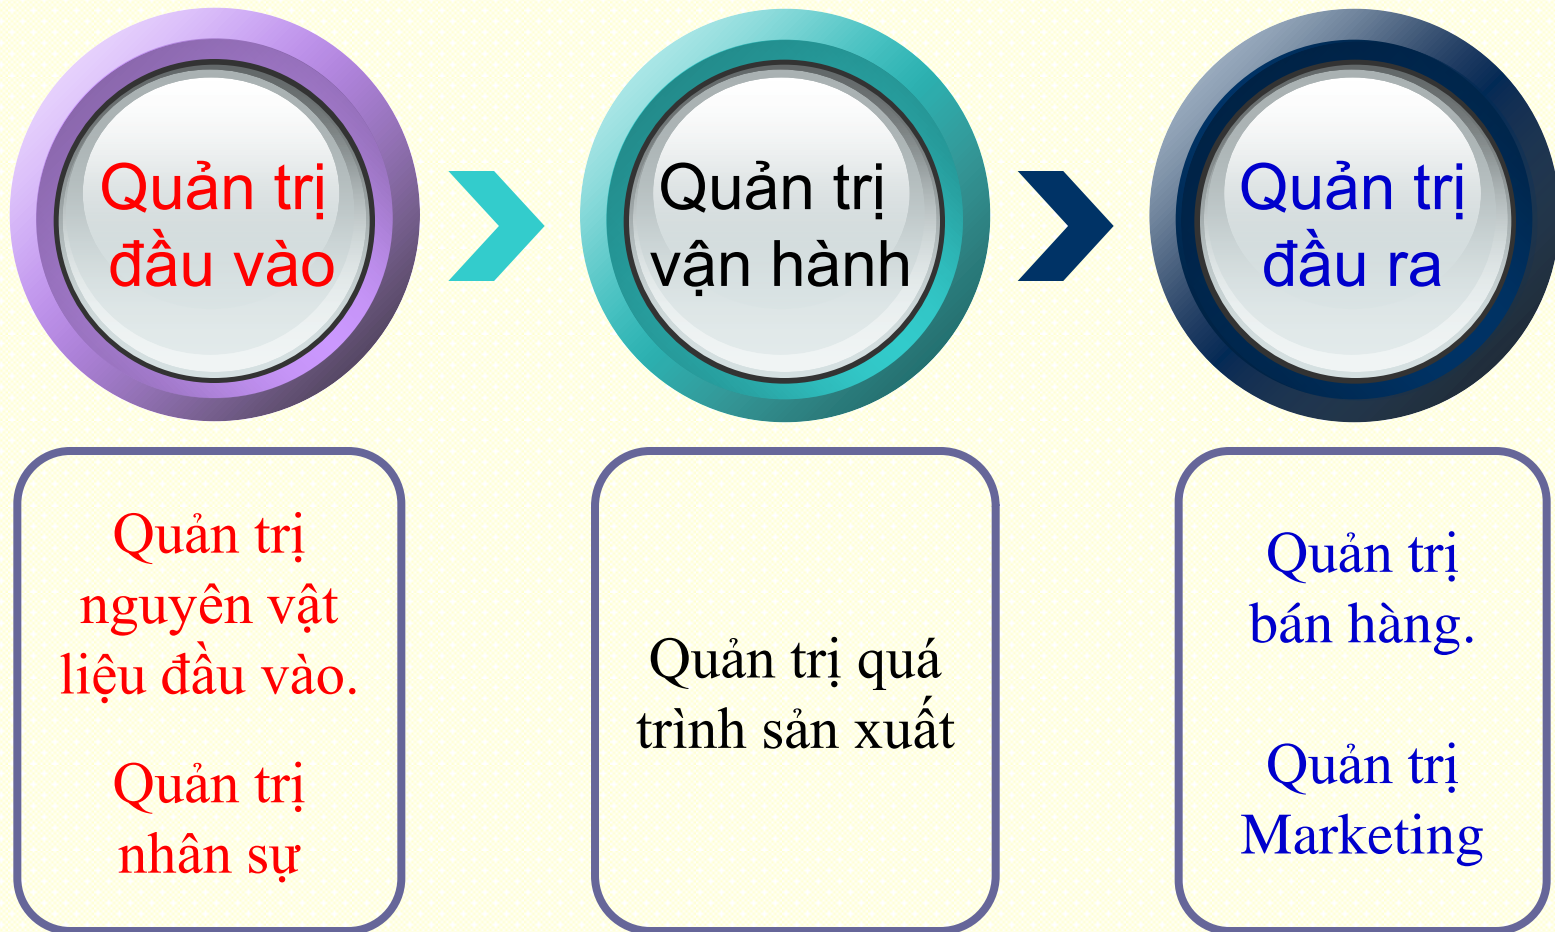 Quản trị
đầu vào
Quản trị
vận hành
Quản trị
đầu ra
Quản trị
nguyên vật
liệu đầu vào.
Quản trị
nhân sự
Quản trị quá
trình sản xuất
Quản trị
bán hàng.
Quản trị
Marketing